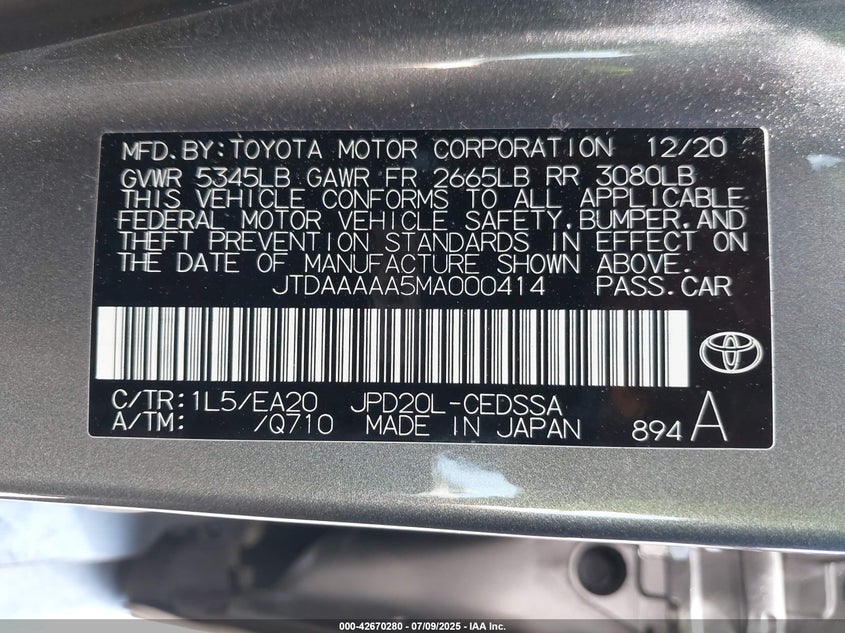 MFD.BY:TOYOTA MOTOR CORPORATION 12/20
GVWR 5345LB GAWR FR 2665LB RR 3080LB
THIS VEHICLE CONFORMS TO ALL APPLICABLE
FEDERAL MOTOR VEHICLE SAFETY,BUMPER,AND
THEFT PREVENTION STANDARDS IN EFFECT ON
THE DATE OF MANUFACTURE SHOWN ABOVE.
JTDAAAAA5MA000414 PASS.CAR
C/TR:1L5/EA20 JPD20L-CEDSSA
A/TM: /Q710 MADE IN JAPAN 894 A
000-42670280 - 07/09/2025 - IAA Inc.